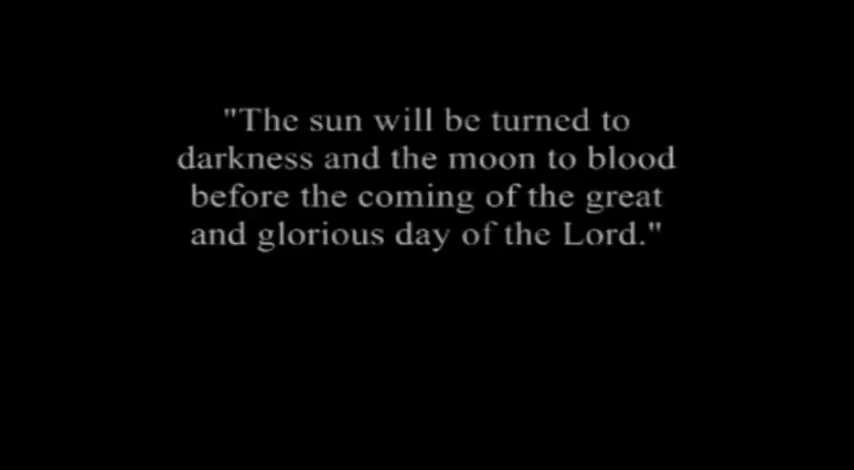 "The sun will be turned to
darkness and the moon to blood
before the coming of the great
and glorious day of the Lord."